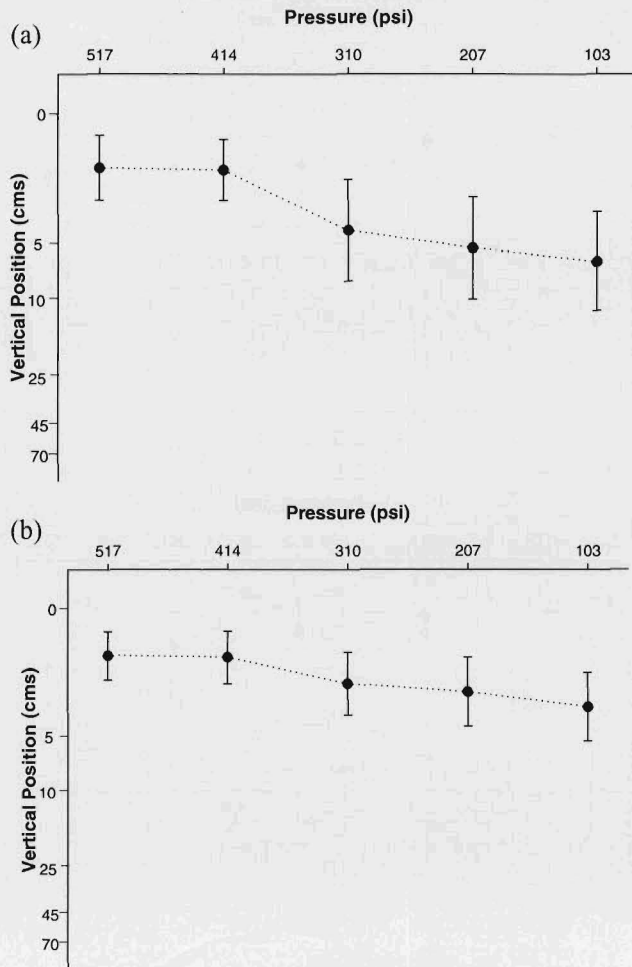 Pressure (psi)
(a)
517 414 310 207 103
Vertical Position (cms)
0
5
10
25
45
70
Pressure (psi)
(b)
517 414 310 207 103
Vertical Position (cms)
0
5
10
25
45
70